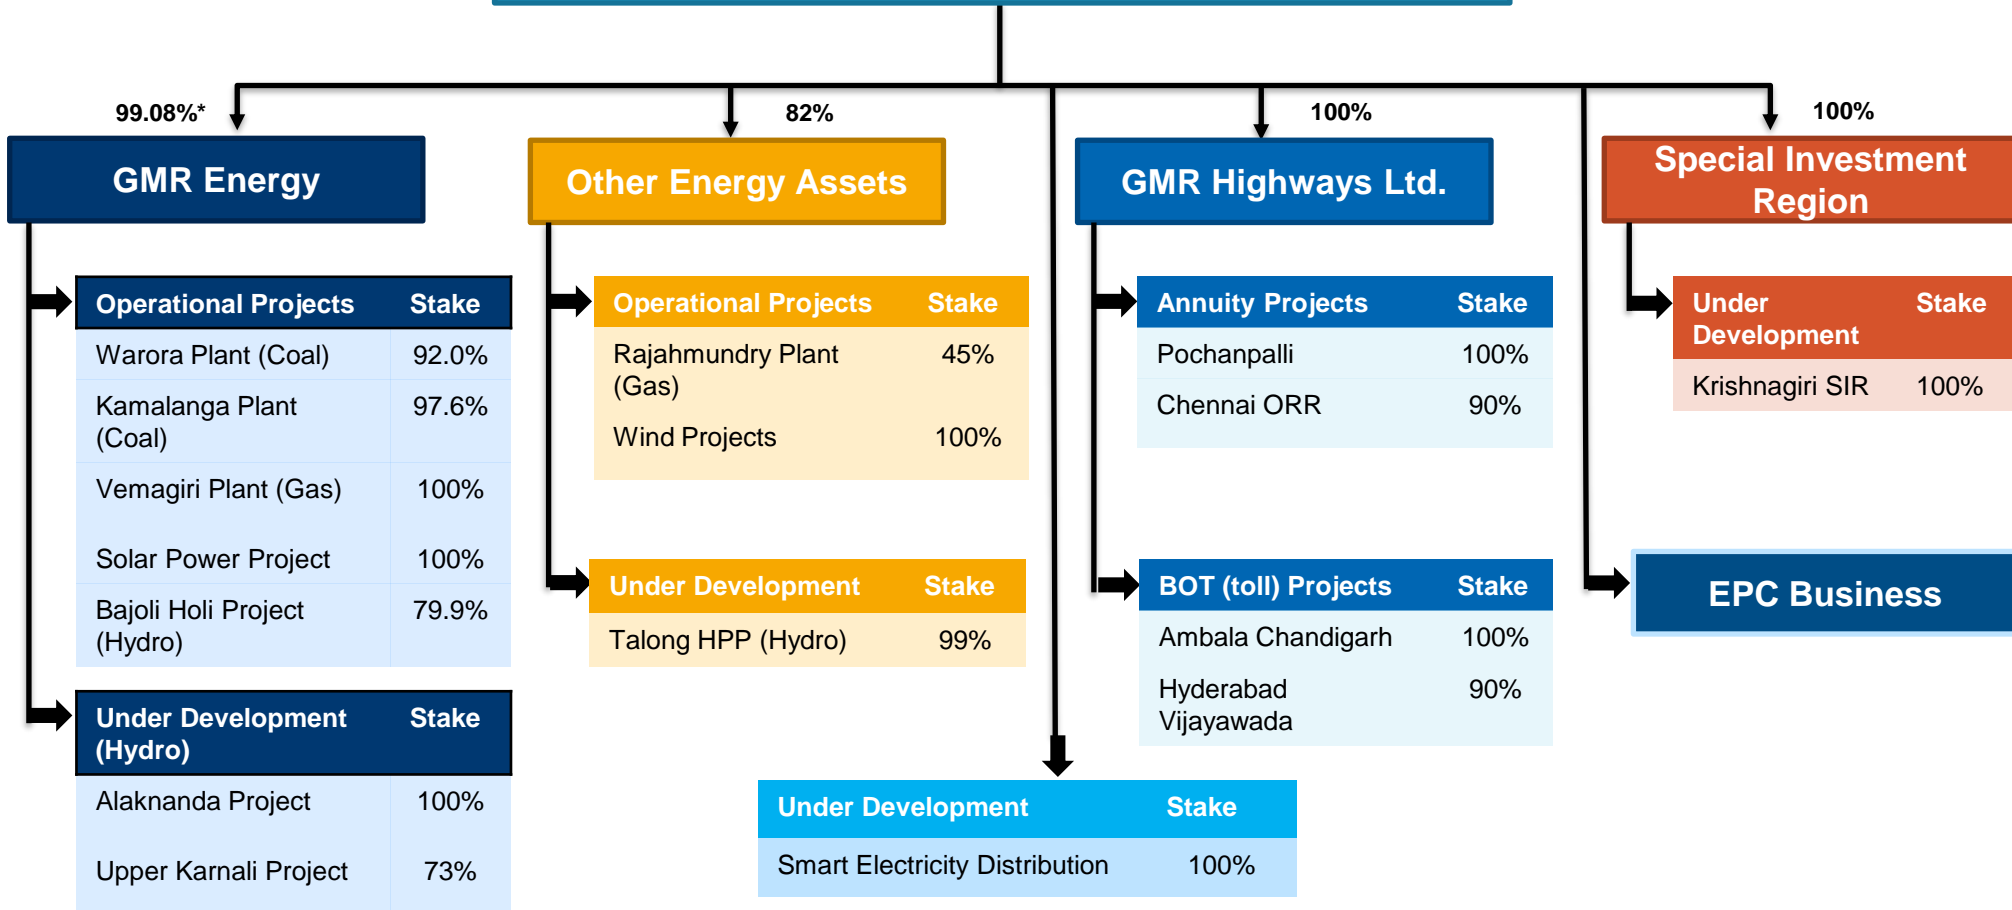 99.08%*
82%
100%
100%
GMR Energy
Other Energy Assets
GMR Highways Ltd.
Special Investment
Region
Operational Projects Stake
Warora Plant (Coal) 92.0%
Kamalanga Plant 97.6%
(Coal)
Vemagiri Plant (Gas) 100%
Solar Power Project 100%
Bajoli Holi Project 79.9%
(Hydro)
Under Development Stake
(Hydro)
Alaknanda Project 100%
Upper Karnali Project 73%
Operational Projects Stake
Rajahmundry Plant 45%
(Gas)
Wind Projects 100%
Under Development Stake
Talong HPP (Hydro) 99%
Annuity Projects Stake
Pochanpalli 100%
Chennai ORR 90%
BOT (toll) Projects Stake
Ambala Chandigarh 100%
Hyderabad 90%
Vijayawada
Under Development Stake
Smart Electricity Distribution 100%
Under Stake
Development
Krishnagiri SIR 100%
EPC Business